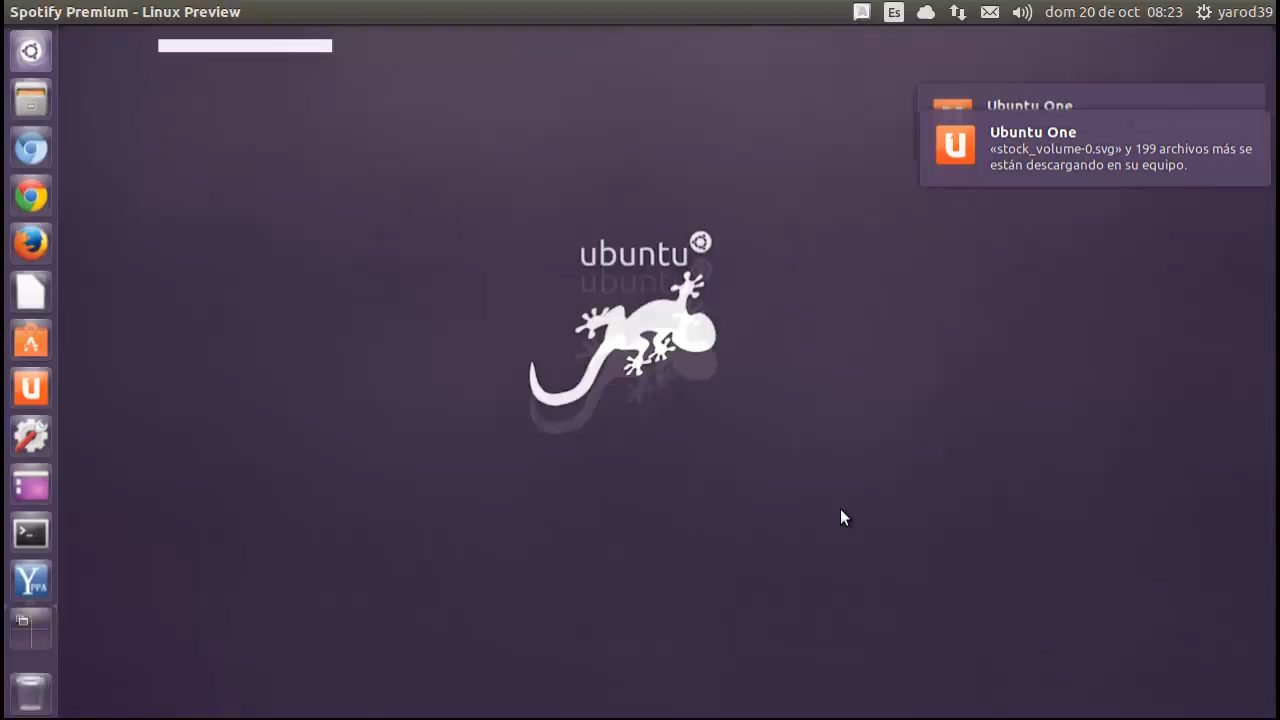 Spotify Premium - Linux Preview
Es
dom 20 de oct 08:23
yarod39
Ubuntu One
Ubuntu One
«stock_volume-0.svg» y 199 archivos más se
están descargando en su equipo.
ubuntu
YPPA